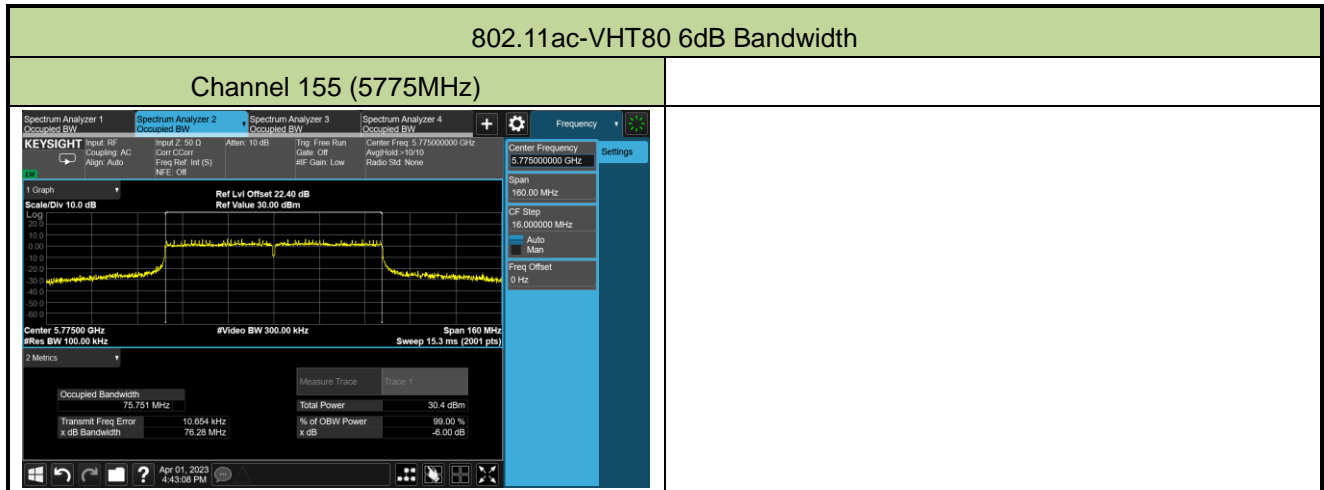 802.11ac-VHT80 6dB Bandwidth
Channel 155 (5775MHz)
Spectrum Analyzer 1
Occupied BW
Spectrum Analyzer 2
Occupied BW
Spectrum Analyzer 3
Occupied BW
Spectrum Analyzer 4
Occupied BW
Frequency
KEYSIGHT
Input: RF
Coupling: AC
Align: Auto
Input Z: 50 Ω
Corr CCorr
Freq Ref: Int (S)
NFE: Off
Atten: 10 dB
Trig: Free Run
Gate: Off
#IF Gain: Low
Center Freq: 5.775000000 GHz
Avg|Hold:>10/10
Radio Std: None
1 Graph
Scale/Div 10.0 dB
Ref Lvl Offset 22.40 dB
Ref Value 30.00 dBm
Log
20.0
10.0
0.00
-10.0
-20.0
-30.0
-40.0
-50.0
-60.0
Center 5.77500 GHz
#Res BW 100.00 kHz
#Video BW 300.00 kHz
Span 160 MHz
Sweep 15.3 ms (2001 pts)
2 Metrics
Measure Trace
Trace 1
Occupied Bandwidth
75.751 MHz
Total Power
30.4 dBm
Transmit Freq Error
10.654 kHz
% of OBW Power
99.00 %
x dB Bandwidth
76.28 MHz
x dB
-6.00 dB
Center Frequency
5.775000000 GHz
Settings
Span
160.00 MHz
CF Step
16.000000 MHz
Auto
Man
Freq Offset
0 Hz
?
Apr 01, 2023
4:43:08 PM